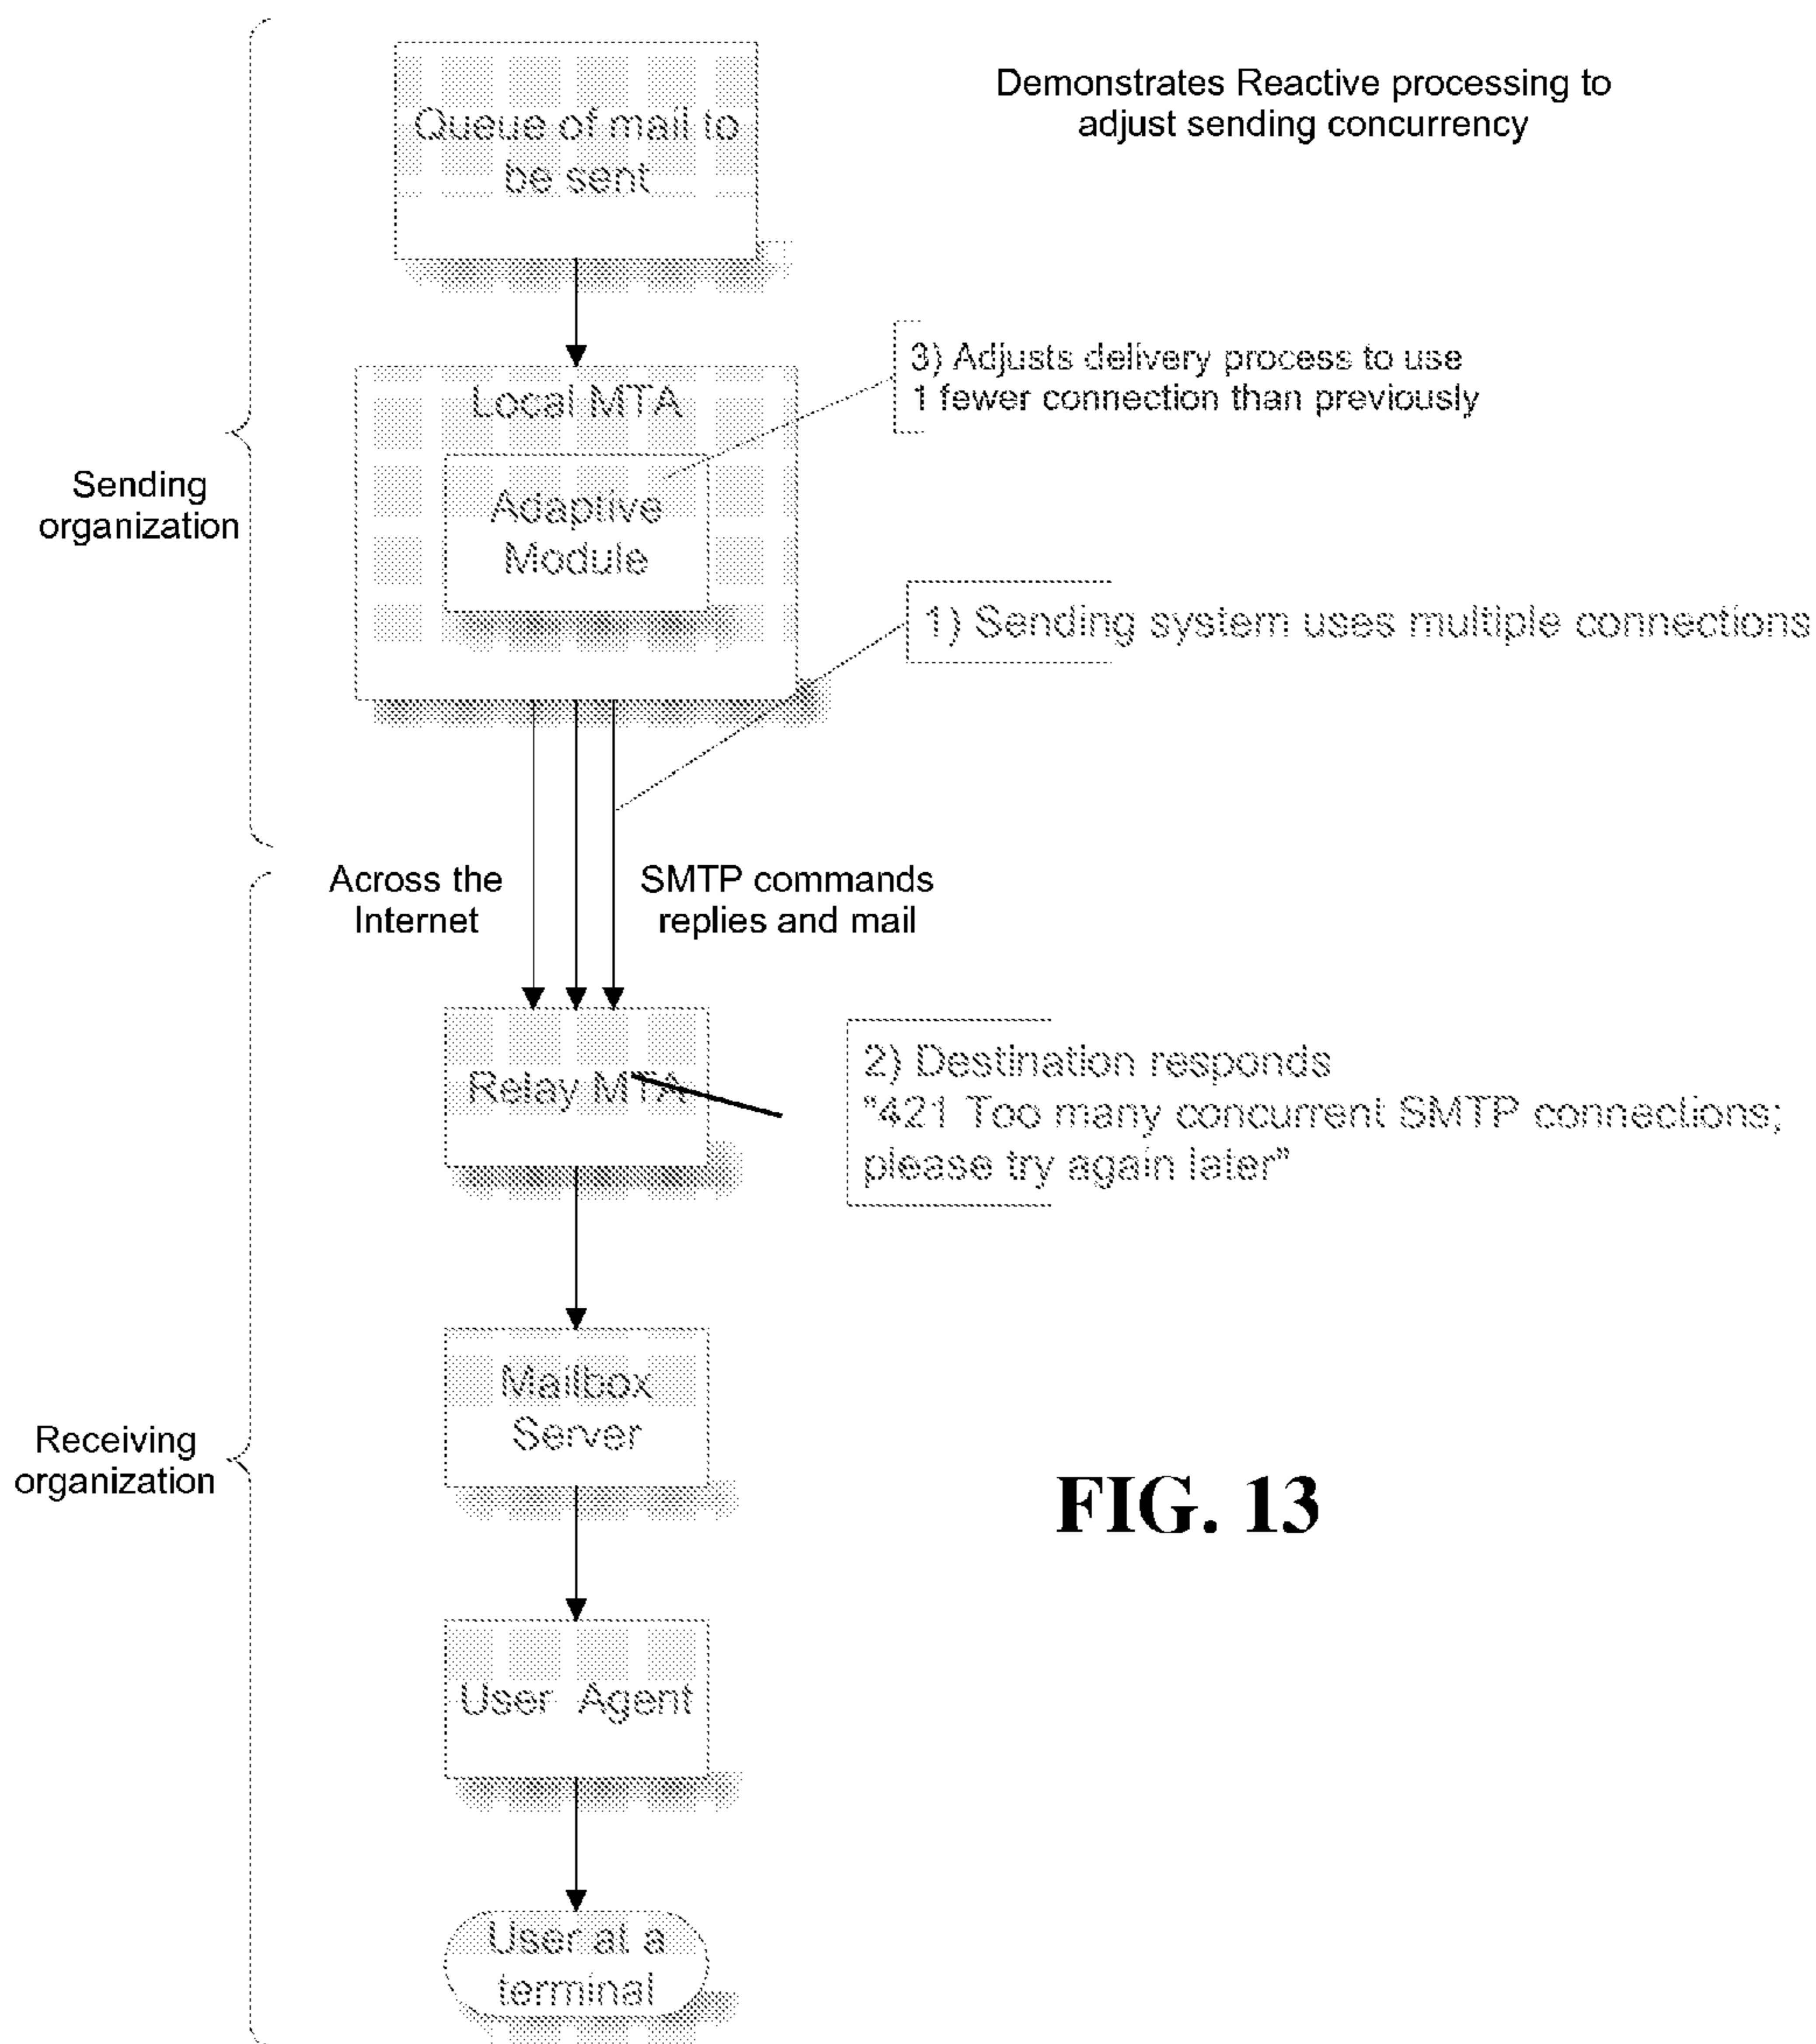 Demonstrates Reactive processing to
adjust sending concurrency
Queue of mail to
be sent
3) Adjusts delivery process to use
1 fewer connection than previously
Local MTA
Adaptive
Module
Sending
organization
1) Sending system uses multiple connections
Across the
Internet
SMTP commands
replies and mail
Relay MTA
2) Destination responds
"421 Too many concurrent SMTP connections;
please try again later"
Mailbox
Server
Receiving
organization
FIG. 13
User Agent
User at a
terminal